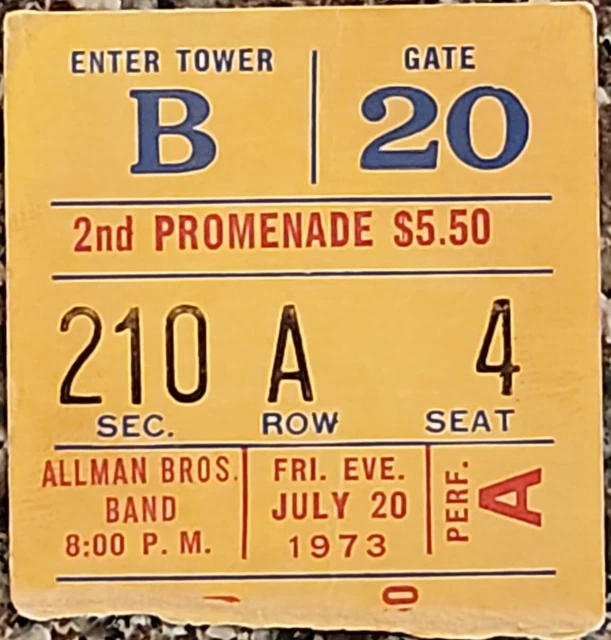 ENTER TOWER GATE
B 20
2nd PROMENADE $5.50
210 A 4
SEC. ROW SEAT
ALLMAN BROS. BAND 8:00 P. M.
FRI. EVE. JULY 20 1973
PERF. A